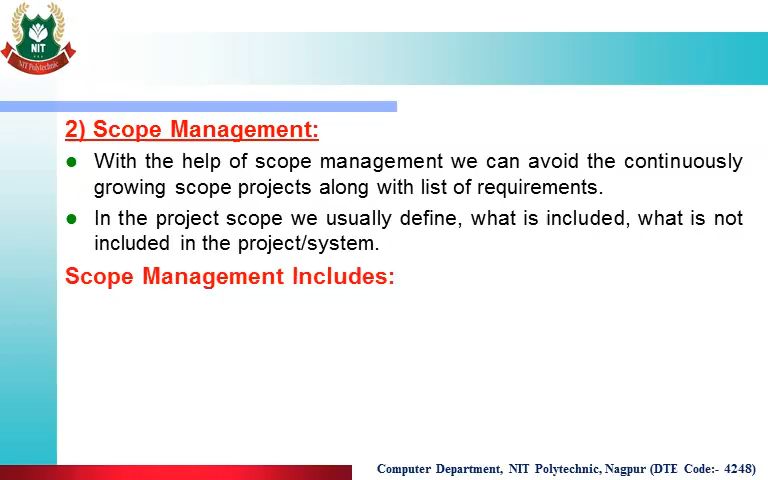 NIT
NIT Polytechnic
2) Scope Management:
With the help of scope management we can avoid the continuously
growing scope projects along with list of requirements.
In the project scope we usually define, what is included, what is not
included in the project/system.
Scope Management Includes:
Computer Department, NIT Polytechnic, Nagpur (DTE Code:- 4248)